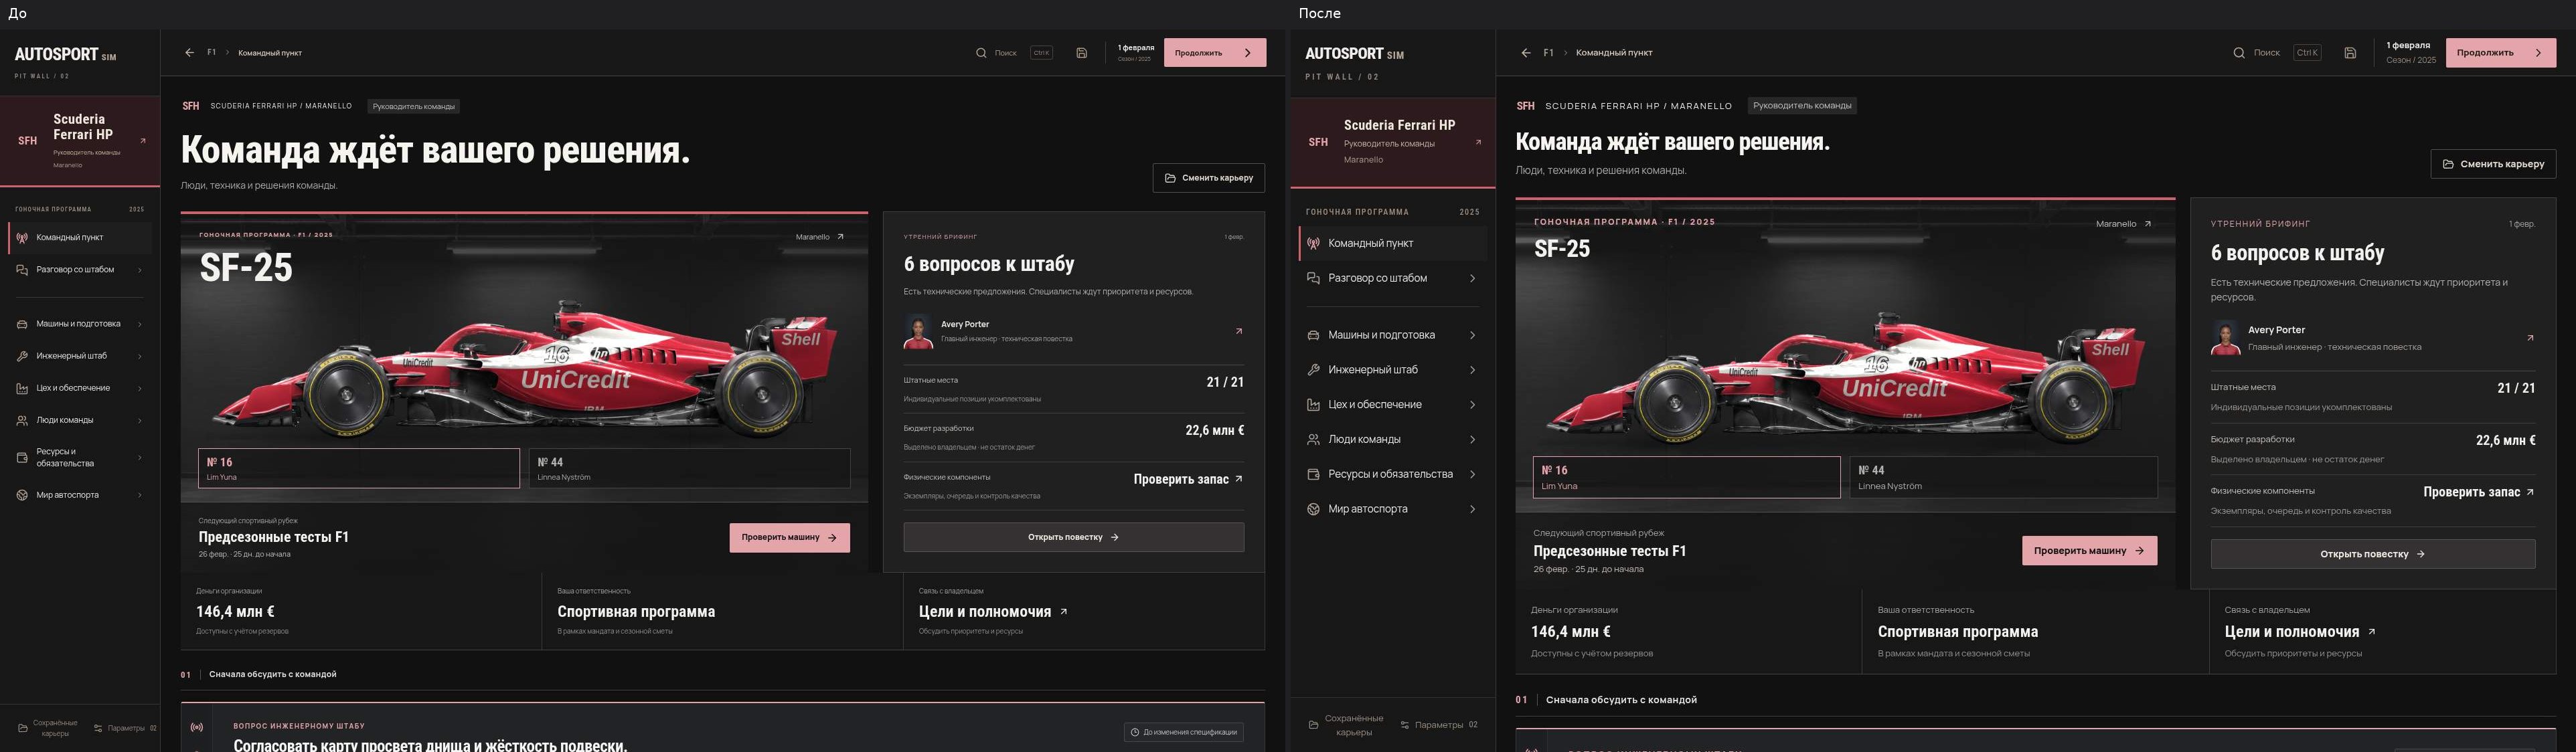 До
AUTOSPORT SIM
PIT WALL / 02
SFH
Scuderia
Ferrari HP
Руководитель команды
Maranello
ГОНОЧНАЯ ПРОГРАММА 2025
Командный пункт
Разговор со штабом
Машины и подготовка
Инженерный штаб
Цех и обеспечение
Люди команды
Ресурсы и
обязательства
Мир автоспорта
Сохранённые
карьеры
Параметры 02
F1 › Командный пункт
Поиск Ctrl K
1 февраля
Сезон / 2025
Продолжить
SFH SCUDERIA FERRARI HP / MARANELLO Руководитель команды
Команда ждёт вашего решения.
Люди, техника и решения команды.
Сменить карьеру
ГОНОЧНАЯ ПРОГРАММА · F1 / 2025
Maranello
SF-25
Shell
UniCredit
16
hp
UniCredit
IBM
№ 16
Lim Yuna
№ 44
Linnea Nyström
Следующий спортивный рубеж
Предсезонные тесты F1
26 февр. · 25 дн. до начала
Проверить машину
УТРЕННИЙ БРИФИНГ 1 февр.
6 вопросов к штабу
Есть технические предложения. Специалисты ждут приоритета и ресурсов.
Avery Porter
Главный инженер · техническая повестка
Штатные места 21 / 21
Индивидуальные позиции укомплектованы
Бюджет разработки 22,6 млн €
Выделено владельцем · не остаток денег
Физические компоненты Проверить запас
Экземпляры, очередь и контроль качества
Открыть повестку
Деньги организации
146,4 млн €
Доступны с учётом резервов
Ваша ответственность
Спортивная программа
В рамках мандата и сезонной сметы
Связь с владельцем
Цели и полномочия
Обсудить приоритеты и ресурсы
01 Сначала обсудить с командой
ВОПРОС ИНЖЕНЕРНОМУ ШТАБУ
До изменения спецификации
Согласовать карту просвета днища и жёсткость подвески.
После
AUTOSPORT SIM
PIT WALL / 02
SFH
Scuderia Ferrari HP
Руководитель команды
Maranello
ГОНОЧНАЯ ПРОГРАММА 2025
Командный пункт
Разговор со штабом
Машины и подготовка
Инженерный штаб
Цех и обеспечение
Люди команды
Ресурсы и обязательства
Мир автоспорта
Сохранённые
карьеры
Параметры 02
F1 › Командный пункт
Поиск Ctrl K
1 февраля
Сезон / 2025
Продолжить
SFH SCUDERIA FERRARI HP / MARANELLO Руководитель команды
Команда ждёт вашего решения.
Люди, техника и решения команды.
Сменить карьеру
ГОНОЧНАЯ ПРОГРАММА · F1 / 2025
Maranello
SF-25
Shell
UniCredit
16
hp
UniCredit
IBM
№ 16
Lim Yuna
№ 44
Linnea Nyström
Следующий спортивный рубеж
Предсезонные тесты F1
26 февр. · 25 дн. до начала
Проверить машину
УТРЕННИЙ БРИФИНГ 1 февр.
6 вопросов к штабу
Есть технические предложения. Специалисты ждут приоритета и
ресурсов.
Avery Porter
Главный инженер · техническая повестка
Штатные места 21 / 21
Индивидуальные позиции укомплектованы
Бюджет разработки 22,6 млн €
Выделено владельцем · не остаток денег
Физические компоненты Проверить запас
Экземпляры, очередь и контроль качества
Открыть повестку
Деньги организации
146,4 млн €
Доступны с учётом резервов
Ваша ответственность
Спортивная программа
В рамках мандата и сезонной сметы
Связь с владельцем
Цели и полномочия
Обсудить приоритеты и ресурсы
01 Сначала обсудить с командой